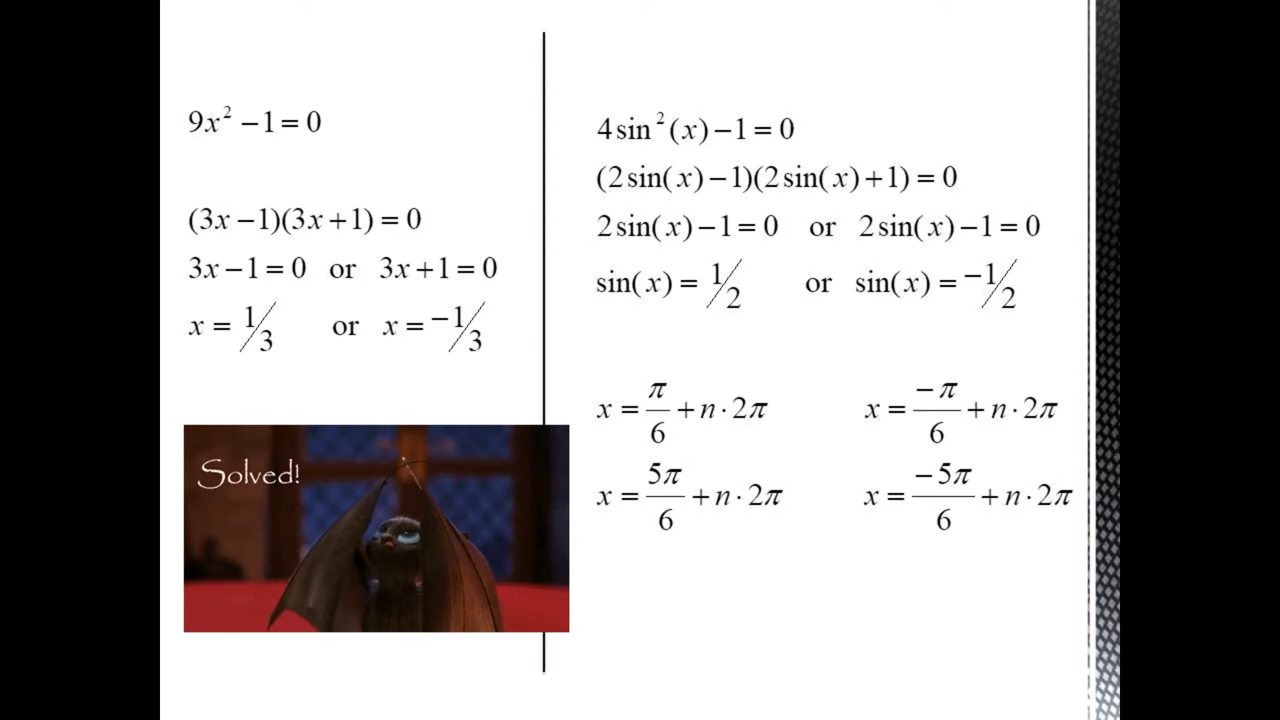 9x² − 1 = 0
(3x − 1)(3x + 1) = 0
3x − 1 = 0 or 3x + 1 = 0
x = 1/3 or x = −1/3
Solved!
4 sin²(x) − 1 = 0
(2 sin(x) − 1)(2 sin(x) + 1) = 0
2 sin(x) − 1 = 0 or 2 sin(x) − 1 = 0
sin(x) = 1/2 or sin(x) = −1/2
x = π/6 + n · 2π x = −π/6 + n · 2π
x = 5π/6 + n · 2π x = −5π/6 + n · 2π